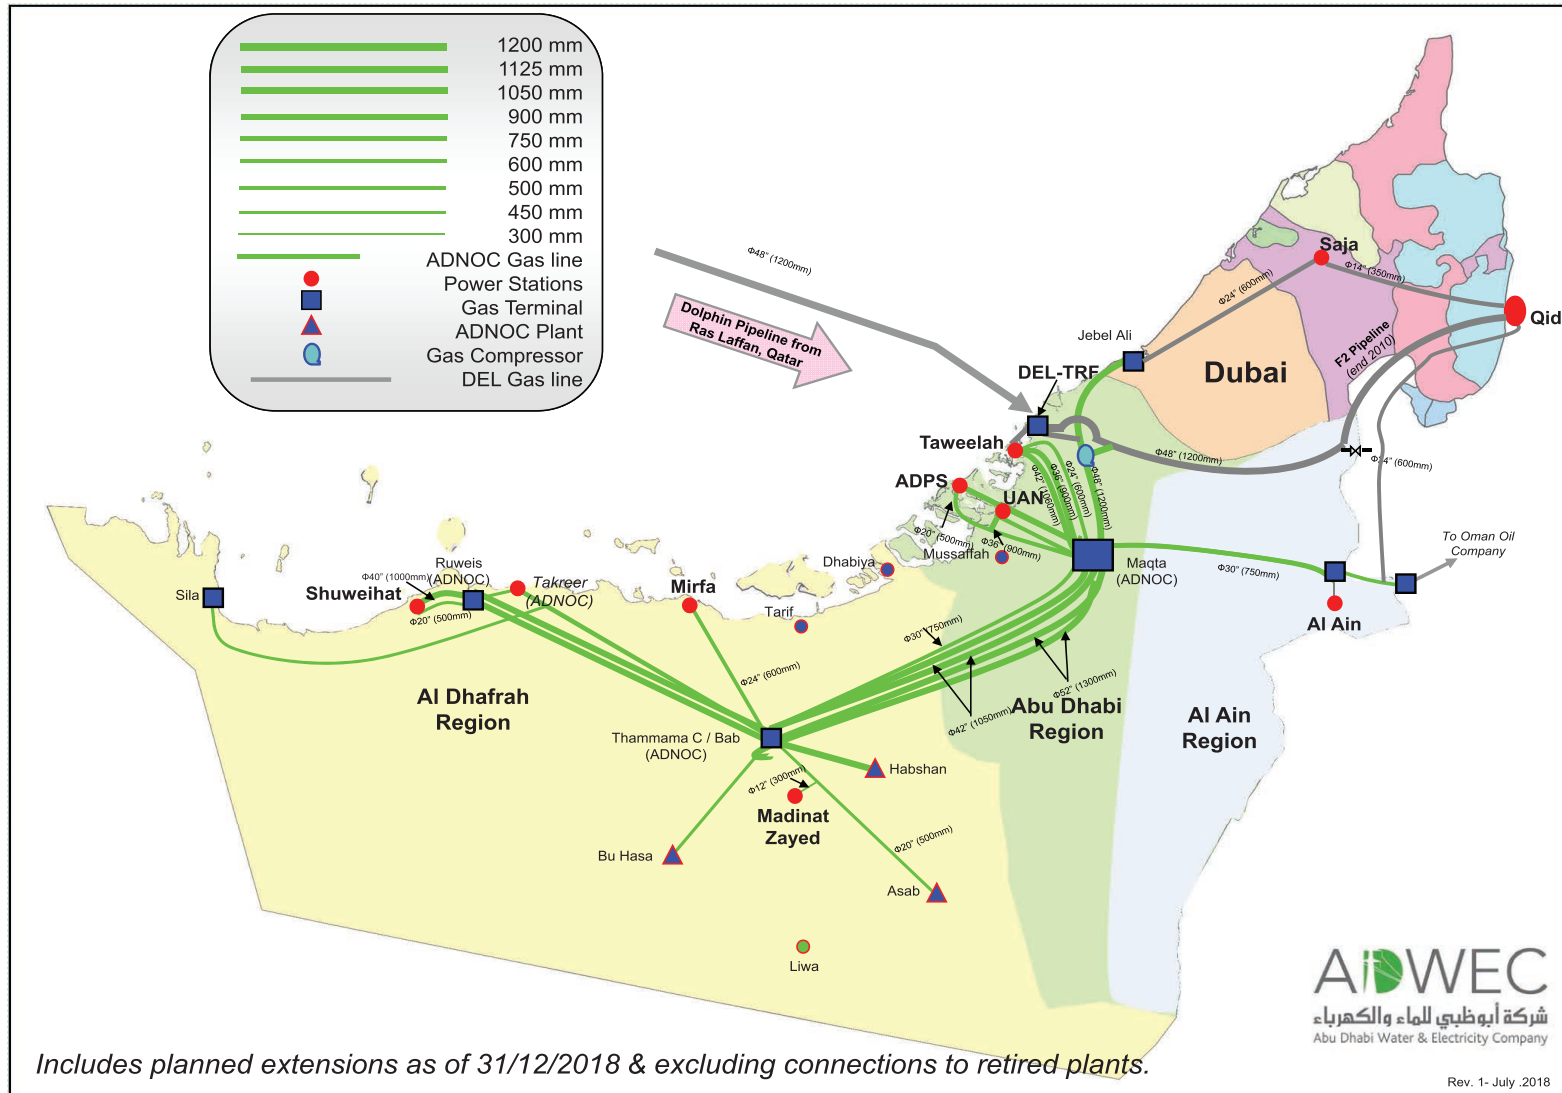 1200 mm
1125 mm
1050 mm
900 mm
750 mm
600 mm
500 mm
450 mm
300 mm
ADNOC Gas line
Power Stations
Gas Terminal
ADNOC Plant
Gas Compressor
DEL Gas line
Φ48" (1200mm)
Dolphin Pipeline from
Ras Laffan, Qatar
Saja
Φ14" (350mm)
Φ24" (600mm)
Qid
Jebel Ali
F2 Pipeline
(end 2010)
Dubai
DEL-TRF
Taweelah
Φ48" (1200mm)
(600mm)
ADPS
UAN
Φ42" (1060mm)
Φ36" (900mm)
Φ24" (600mm)
Φ48" (1200mm)
Φ20" (500mm)
Φ36" (900mm)
Mussaffah
Maqta
(ADNOC)
To Oman Oil
Company
Φ30" (750mm)
Al Ain
Dhabiya
Tarif
Mirfa
Ruweis
(ADNOC)
Takreer
(ADNOC)
Φ40" (1000mm)
Shuweihat
Φ20" (500mm)
Sila
Φ30" (750mm)
Φ24" (600mm)
Φ52" (1300mm)
Φ42" (1050mm)
Al Dhafrah
Region
Abu Dhabi
Region
Al Ain
Region
Thammama C / Bab
(ADNOC)
Habshan
Φ12" (300mm)
Madinat
Zayed
Φ20" (500mm)
Bu Hasa
Asab
Liwa
ADWEC
شركة أبوظبي للماء والكهرباء
Abu Dhabi Water & Electricity Company
Includes planned extensions as of 31/12/2018 & excluding connections to retired plants.
Rev. 1- July .2018